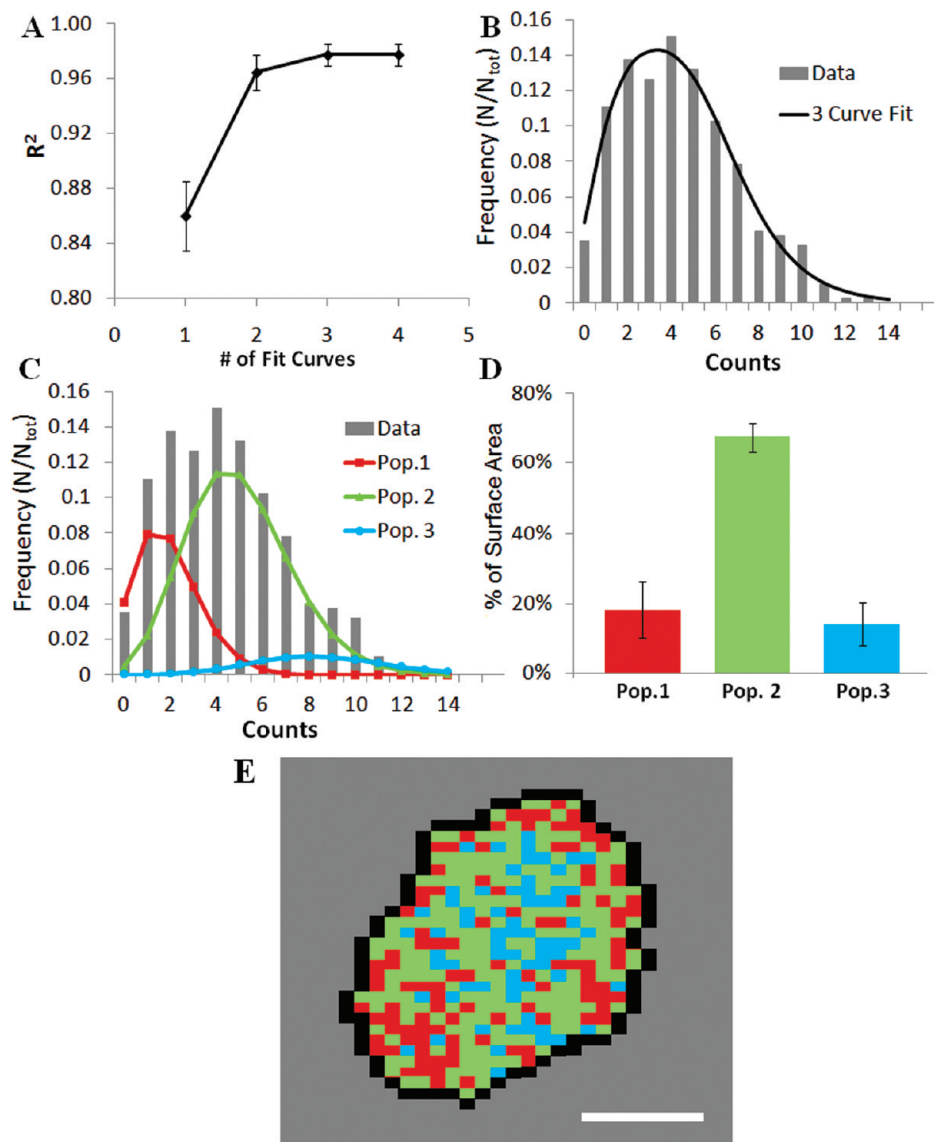 A
1.00
0.96
0.92
0.88
0.84
0.80
R²
0 1 2 3 4 5
# of Fit Curves
B
0.16
0.14
0.12
0.1
0.08
0.06
0.04
0.02
0
Frequency (N/Ntot)
Data
3 Curve Fit
0 2 4 6 8 10 12 14
Counts
C
0.16
0.14
0.12
0.1
0.08
0.06
0.04
0.02
0
Frequency (N/Ntot)
Data
Pop.1
Pop. 2
Pop. 3
0 2 4 6 8 10 12 14
Counts
D
80%
60%
40%
20%
0%
% of Surface Area
Pop.1 Pop. 2 Pop.3
E